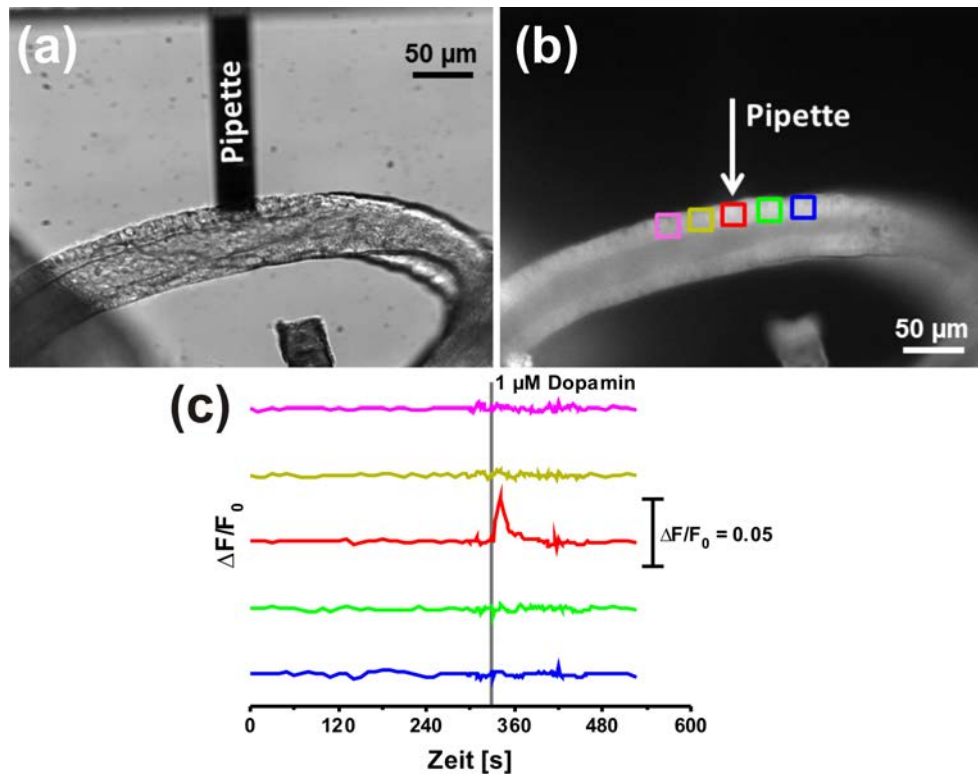 (a)
Pipette
50 µm
(b)
Pipette
50 µm
(c)
1 µM Dopamin
ΔF/F₀
ΔF/F₀ = 0.05
0 120 240 360 480 600
Zeit [s]